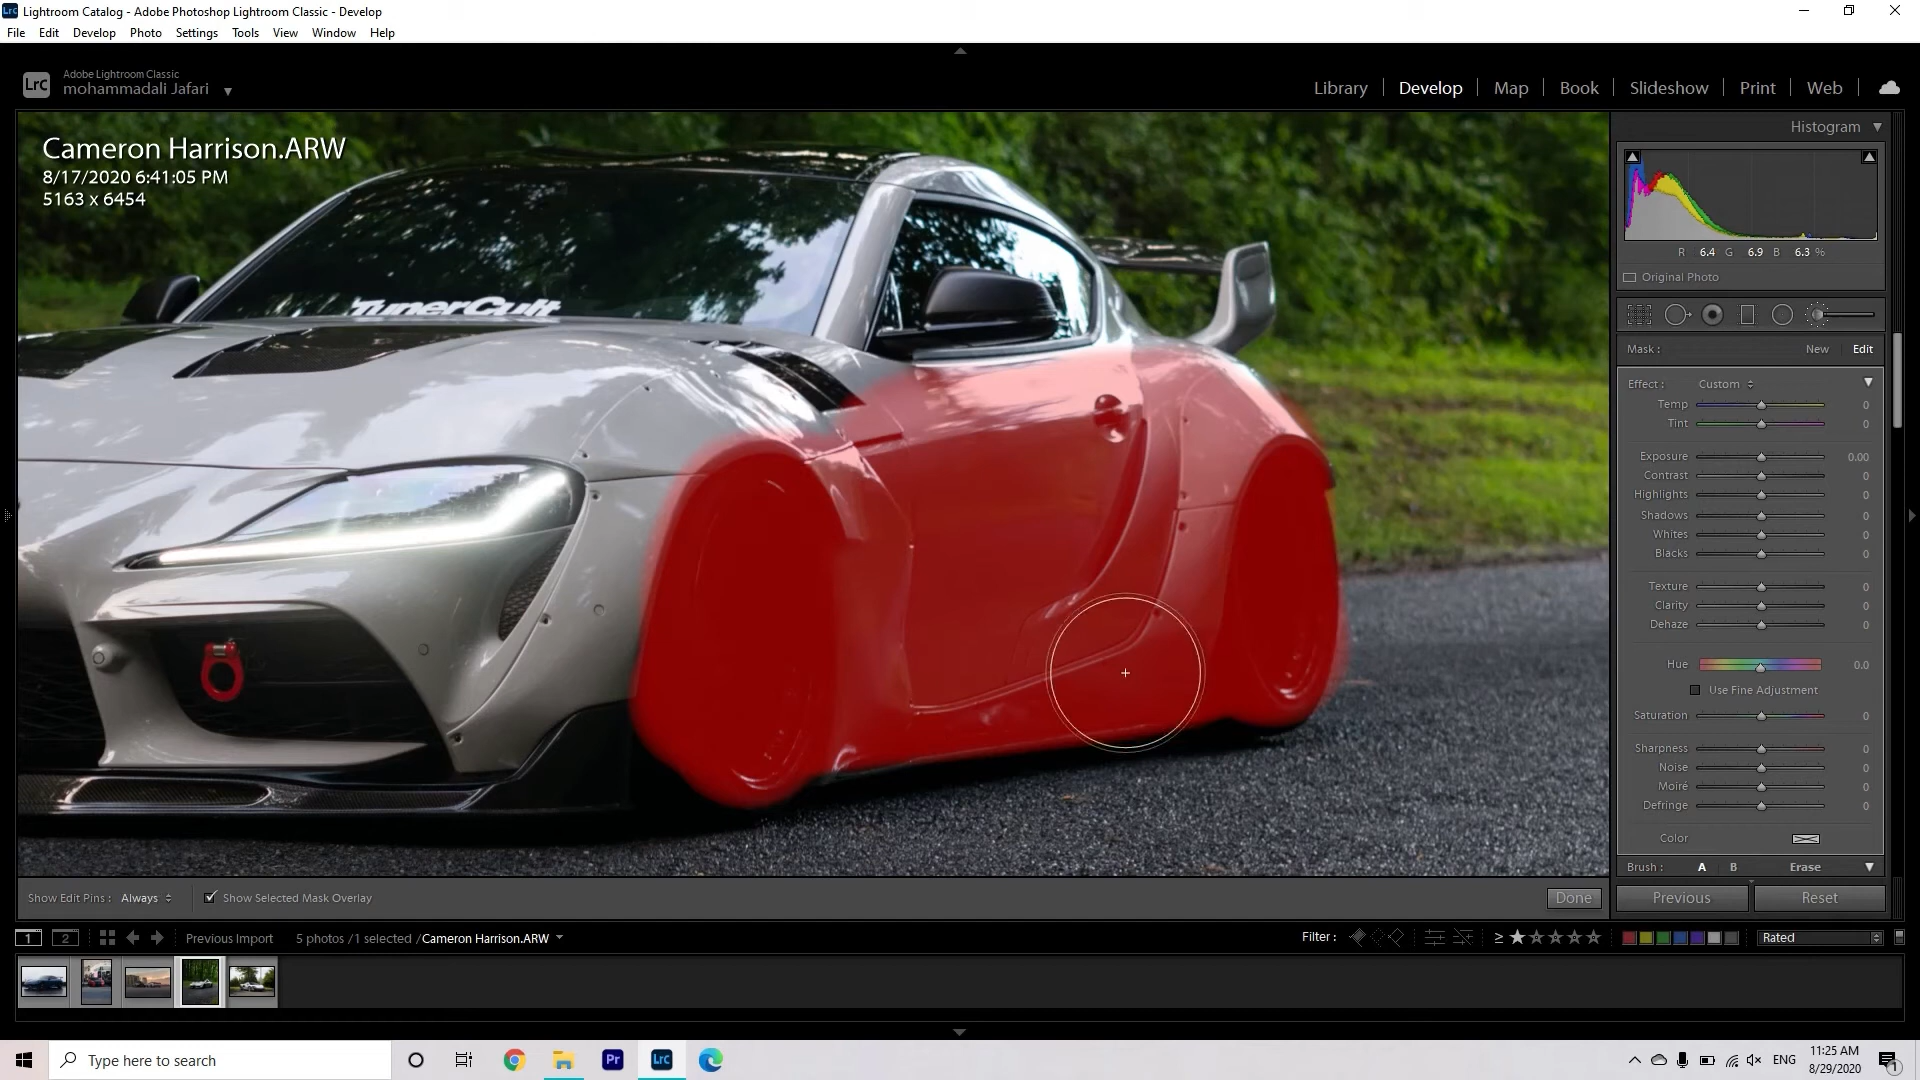 Lrc Lightroom Catalog - Adobe Photoshop Lightroom Classic - Develop
File Edit Develop Photo Settings Tools View Window Help
Lrc Adobe Lightroom Classic
mohammadali Jafari
Library Develop Map Book Slideshow Print Web
Cameron Harrison.ARW
8/17/2020 6:41:05 PM
5163 x 6454
TunerCult
Histogram
R 6.4 G 6.9 B 6.3 %
Original Photo
Mask : New Edit
Effect : Custom
Temp 0
Tint 0
Exposure 0.00
Contrast 0
Highlights 0
Shadows 0
Whites 0
Blacks 0
Texture 0
Clarity 0
Dehaze 0
Hue 0.0
Use Fine Adjustment
Saturation 0
Sharpness 0
Noise 0
Moiré 0
Defringe 0
Color
Brush : A B Erase
Previous Reset
Show Edit Pins : Always Show Selected Mask Overlay Done
1 2 Previous Import 5 photos /1 selected /Cameron Harrison.ARW Filter : ≥ Rated
Type here to search Pr Lrc ENG 11:25 AM
8/29/2020 1